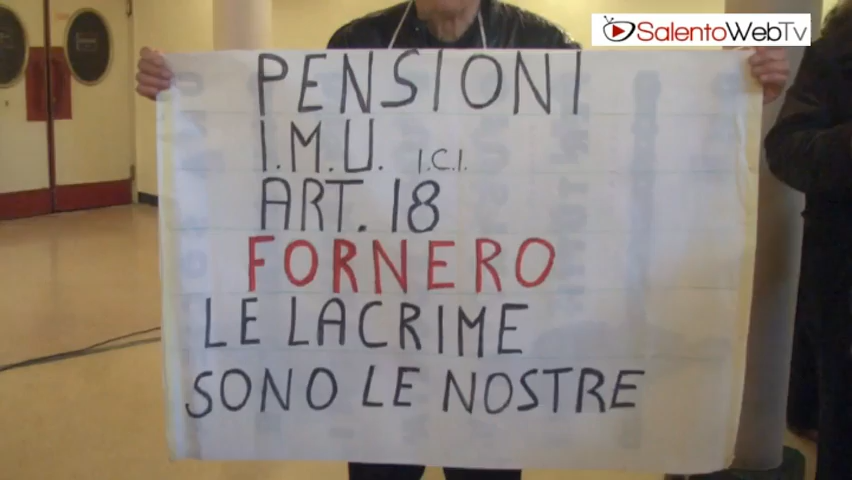 SalentoWebTv
PENSIONI
I.M.U. I.C.I.
ART. 18
FORNERO
LE LACRIME
SONO LE NOSTRE